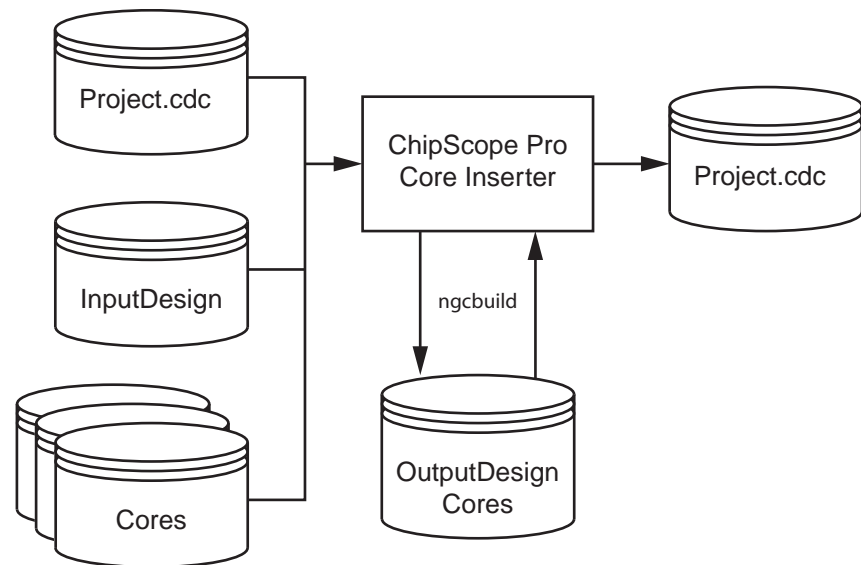 Project.cdc
ChipScope Pro
Core Inserter
Project.cdc
InputDesign
ngcbuild
OutputDesign
Cores
Cores